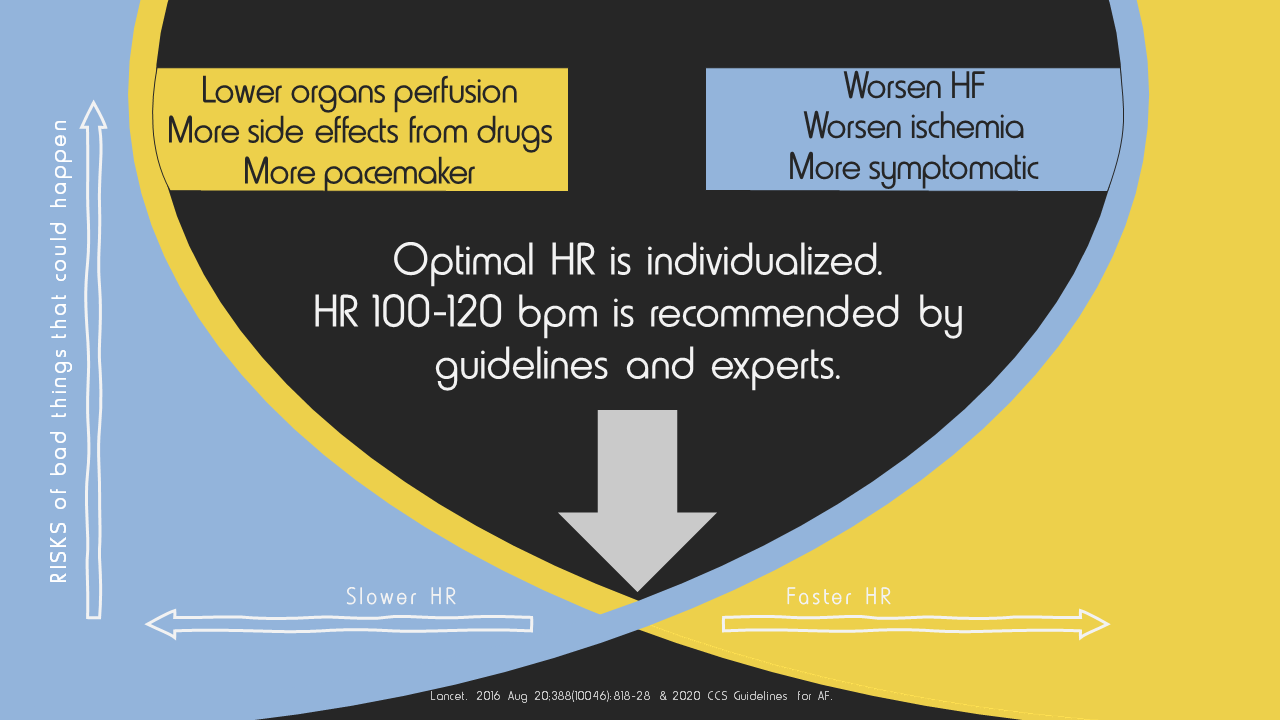 Lower organs perfusion
More side effects from drugs
More pacemaker
Worsen HF
Worsen ischemia
More symptomatic
Optimal HR is individualized.
HR 100-120 bpm is recommended by
guidelines and experts.
RISKS of bad things that could happen
Slower HR
Faster HR
Lancet. 2016 Aug 20;388(10046):818-28 & 2020 CCS Guidelines for AF.